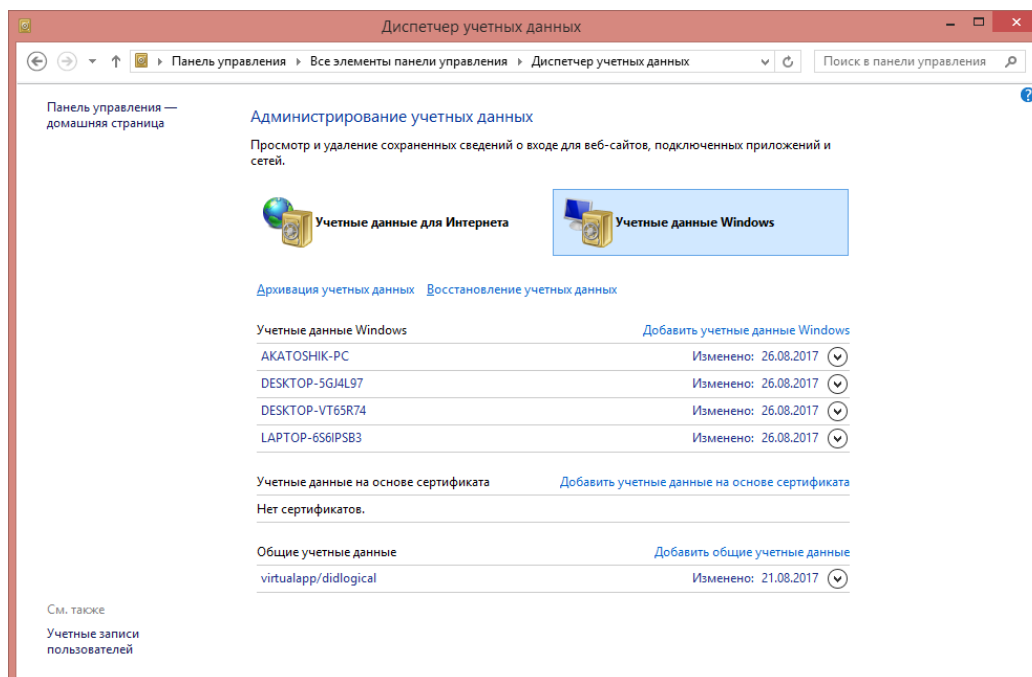 Диспетчер учетных данных
Панель управления Все элементы панели управления Диспетчер учетных данных Поиск в панели управления
Панель управления —
домашняя страница
Администрирование учетных данных
Просмотр и удаление сохраненных сведений о входе для веб-сайтов, подключенных приложений и
сетей.
Учетные данные для Интернета
Учетные данные Windows
Архивация учетных данных Восстановление учетных данных
Учетные данные Windows Добавить учетные данные Windows
AKATOSHIK-PC Изменено: 26.08.2017
DESKTOP-5GJ4L97 Изменено: 26.08.2017
DESKTOP-VT65R74 Изменено: 26.08.2017
LAPTOP-6S6IPSB3 Изменено: 26.08.2017
Учетные данные на основе сертификата Добавить учетные данные на основе сертификата
Нет сертификатов.
Общие учетные данные Добавить общие учетные данные
virtualapp/didlogical Изменено: 21.08.2017
См. также
Учетные записи
пользователей